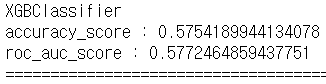 XGBClassifier
accuracy_score : 0.5754189944134078
roc_auc_score : 0.5772464859437751
=================================